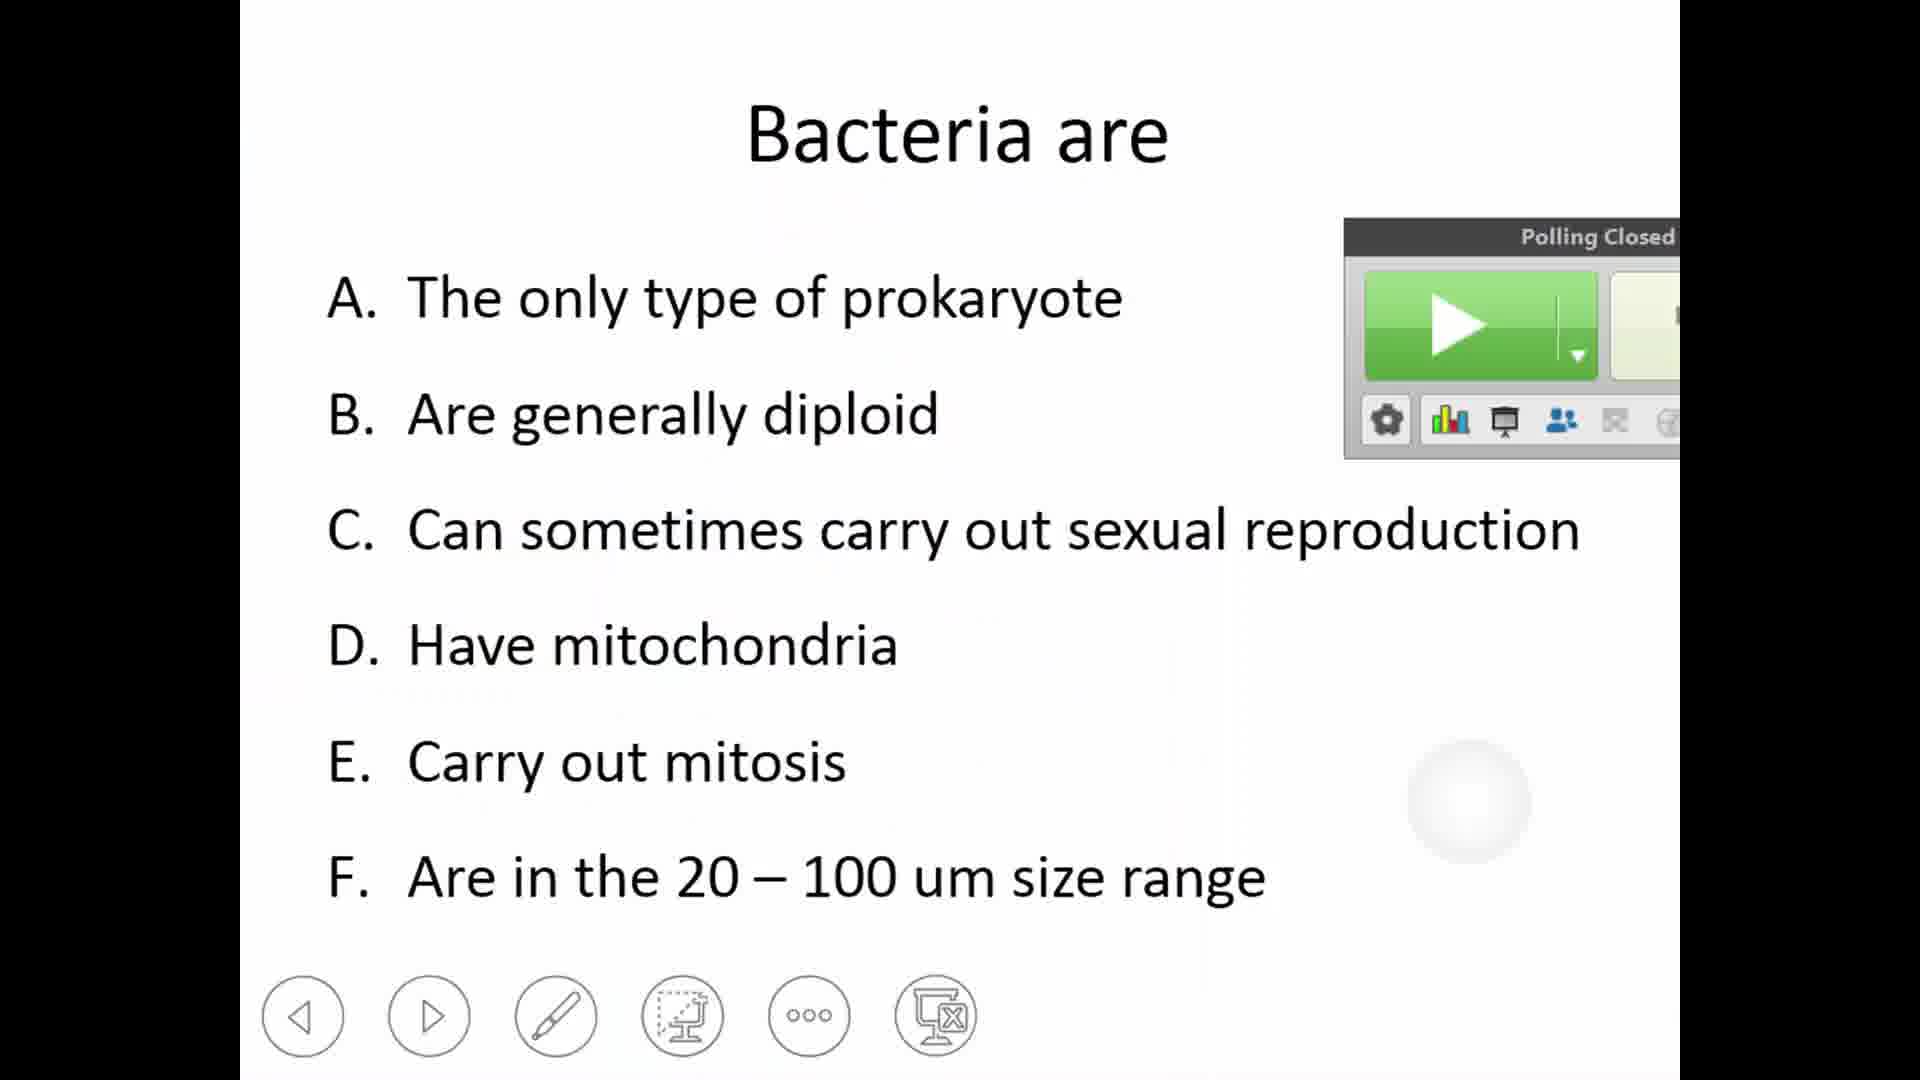 Bacteria are
Polling Closed
A. The only type of prokaryote
B. Are generally diploid
C. Can sometimes carry out sexual reproduction
D. Have mitochondria
E. Carry out mitosis
F. Are in the 20 – 100 um size range